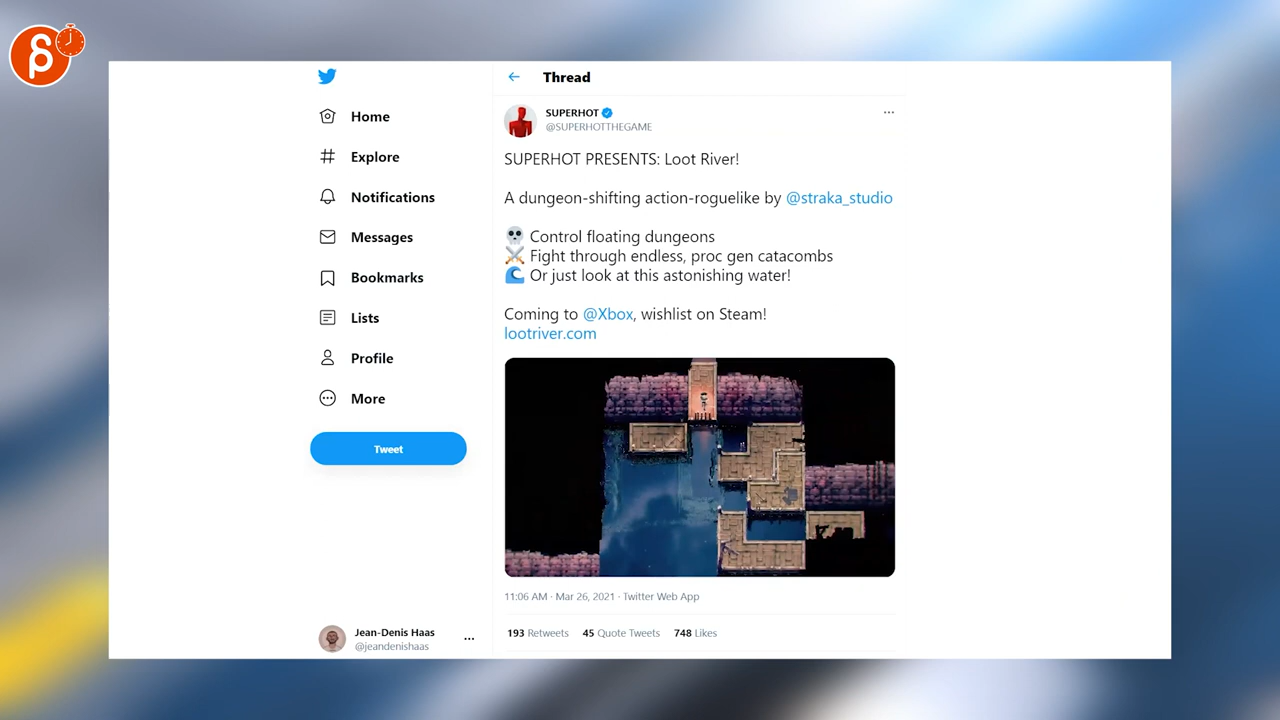 β
Thread
SUPERHOT
@SUPERHOTTHEGAME
SUPERHOT PRESENTS: Loot River!
A dungeon-shifting action-roguelike by @straka_studio
💀 Control floating dungeons
⚔️ Fight through endless, proc gen catacombs
🌊 Or just look at this astonishing water!
Coming to @Xbox, wishlist on Steam!
lootriver.com
11:06 AM · Mar 26, 2021 · Twitter Web App
193 Retweets 45 Quote Tweets 748 Likes
Home
Explore
Notifications
Messages
Bookmarks
Lists
Profile
More
Tweet
Jean-Denis Haas
@jeandenishaas